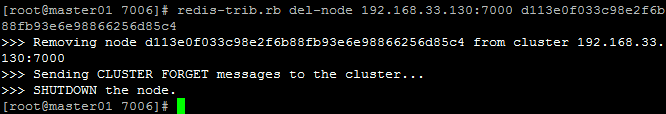 [root@master01 7006]# redis-trib.rb del-node 192.168.33.130:7000 d113e0f033c98e2f6b
88fb93e6e98866256d85c4
>>> Removing node d113e0f033c98e2f6b88fb93e6e98866256d85c4 from cluster 192.168.33.
130:7000
>>> Sending CLUSTER FORGET messages to the cluster...
>>> SHUTDOWN the node.
[root@master01 7006]#